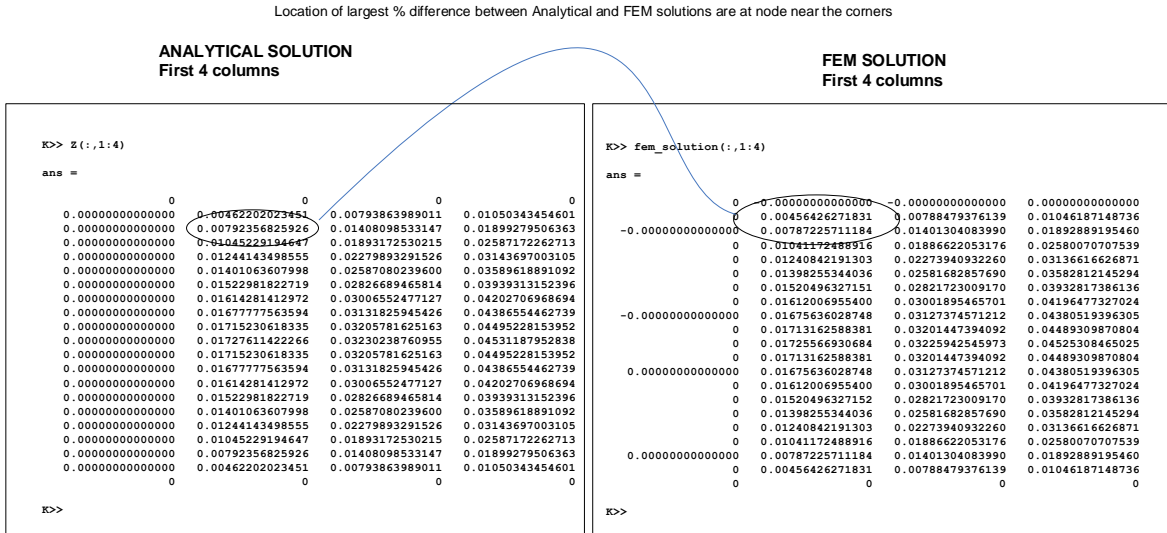 Location of largest % difference between Analytical and FEM solutions are at node near the corners
ANALYTICAL SOLUTION
First 4 columns
K>> Z(:,1:4)
ans =
0 0 0 0
0.00000000000000 0.00462202023451 0.00793863989011 0.01050343454601
0.00000000000000 0.00792356825926 0.01408098533147 0.01899279506363
0.00000000000000 0.01045229194647 0.01893172530215 0.02587172262713
0.00000000000000 0.01244143498555 0.02279893291526 0.03143697003105
0.00000000000000 0.01401063607998 0.02587080239600 0.03589618891092
0.00000000000000 0.01522981822719 0.02826689465814 0.03939313152396
0.00000000000000 0.01614281412972 0.03006552477127 0.04202706968694
0.00000000000000 0.01677777563594 0.03131825945426 0.04386554462739
0.00000000000000 0.01715230618335 0.03205781625163 0.04495228153952
0.00000000000000 0.01727611422266 0.03230238760955 0.04531187952838
0.00000000000000 0.01715230618335 0.03205781625163 0.04495228153952
0.00000000000000 0.01677777563594 0.03131825945426 0.04386554462739
0.00000000000000 0.01614281412972 0.03006552477127 0.04202706968694
0.00000000000000 0.01522981822719 0.02826689465814 0.03939313152396
0.00000000000000 0.01401063607998 0.02587080239600 0.03589618891092
0.00000000000000 0.01244143498555 0.02279893291526 0.03143697003105
0.00000000000000 0.01045229194647 0.01893172530215 0.02587172262713
0.00000000000000 0.00792356825926 0.01408098533147 0.01899279506363
0.00000000000000 0.00462202023451 0.00793863989011 0.01050343454601
0 0 0 0
K>>
FEM SOLUTION
First 4 columns
K>> fem_solution(:,1:4)
ans =
0 -0.00000000000000 -0.00000000000000 0.00000000000000
0 0.00456426271831 0.00788479376139 0.01046187148736
-0.00000000000000 0.00787225711184 0.01401304083990 0.01892889195460
0 0.01041172488916 0.01886622053176 0.02580070707539
0 0.01240842191303 0.02273940932260 0.03136616626871
0 0.01398255344036 0.02581682857690 0.03582812145294
0 0.01520496327151 0.02821723009170 0.03932817386136
0 0.01612006955400 0.03001895465701 0.04196477327024
-0.00000000000000 0.01675636028748 0.03127374571212 0.04380519396305
0 0.01713162588381 0.03201447394092 0.04489309870804
0 0.01725566930684 0.03225942545973 0.04525308465025
0 0.01713162588381 0.03201447394092 0.04489309870804
0.00000000000000 0.01675636028748 0.03127374571212 0.04380519396305
0 0.01612006955400 0.03001895465701 0.04196477327024
0 0.01520496327152 0.02821723009170 0.03932817386136
0 0.01398255344036 0.02581682857690 0.03582812145294
0 0.01240842191303 0.02273940932260 0.03136616626871
0 0.01041172488916 0.01886622053176 0.02580070707539
0.00000000000000 0.00787225711184 0.01401304083990 0.01892889195460
0 0.00456426271831 0.00788479376139 0.01046187148736
0 0 0 0
K>>